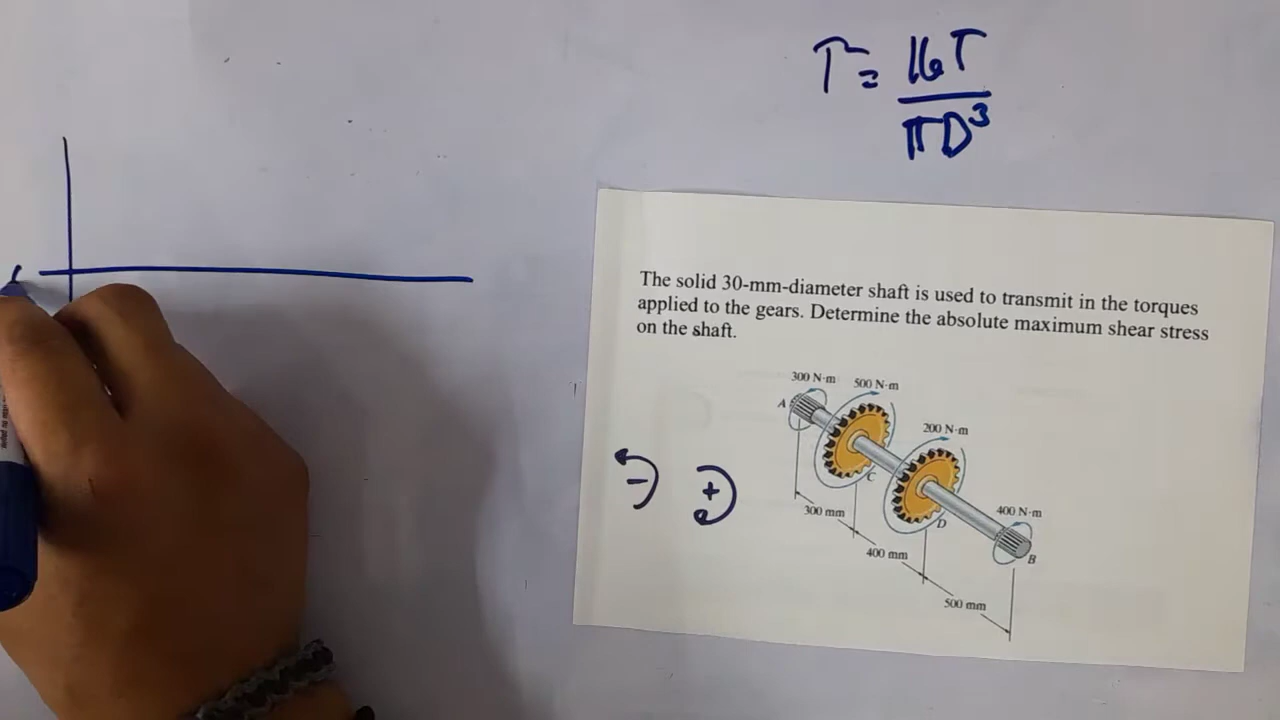 τ = 16T
πD³
The solid 30-mm-diameter shaft is used to transmit in the torques
applied to the gears. Determine the absolute maximum shear stress
on the shaft.
300 N·m
500 N·m
A
200 N·m
C
300 mm
400 N·m
D
400 mm
B
500 mm
−
+